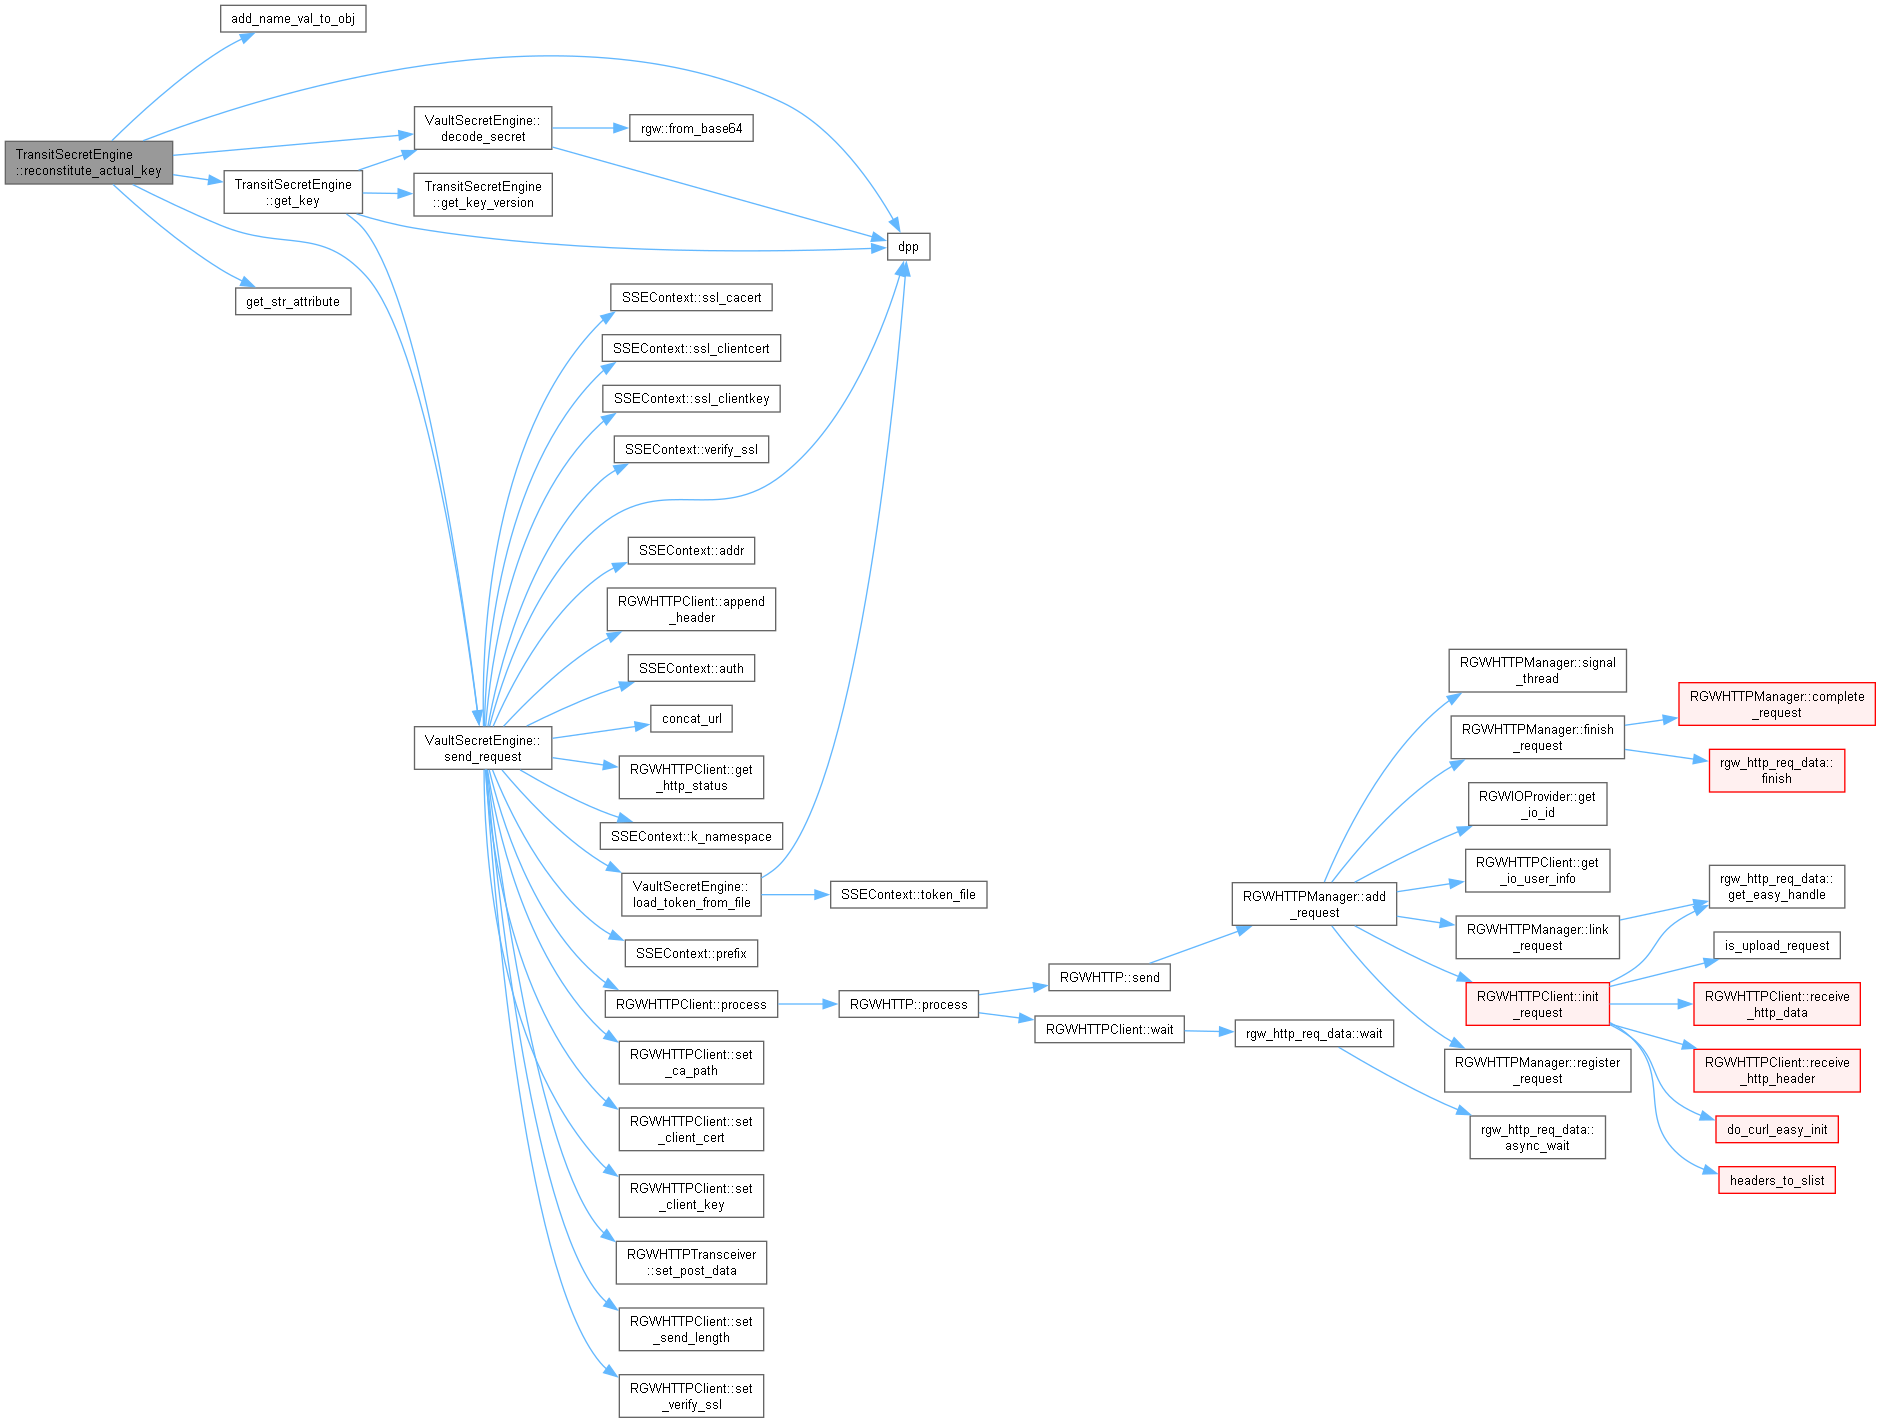 add_name_val_to_obj
TransitSecretEngine
::reconstitute_actual_key
VaultSecretEngine::
decode_secret
rgw::from_base64
TransitSecretEngine
::get_key
TransitSecretEngine
::get_key_version
dpp
get_str_attribute
SSEContext::ssl_cacert
SSEContext::ssl_clientcert
SSEContext::ssl_clientkey
SSEContext::verify_ssl
SSEContext::addr
RGWHTTPClient::append
_header
SSEContext::auth
concat_url
VaultSecretEngine::
send_request
RGWHTTPClient::get
_http_status
SSEContext::k_namespace
VaultSecretEngine::
load_token_from_file
SSEContext::token_file
SSEContext::prefix
RGWHTTPClient::process
RGWHTTP::process
RGWHTTP::send
RGWHTTPClient::wait
rgw_http_req_data::wait
RGWHTTPClient::set
_ca_path
RGWHTTPClient::set
_client_cert
RGWHTTPClient::set
_client_key
RGWHTTPTransceiver
::set_post_data
RGWHTTPClient::set
_send_length
RGWHTTPClient::set
_verify_ssl
RGWHTTPManager::add
_request
RGWHTTPManager::signal
_thread
RGWHTTPManager::finish
_request
RGWHTTPManager::complete
_request
rgw_http_req_data::
finish
RGWIOProvider::get
_io_id
RGWHTTPClient::get
_io_user_info
RGWHTTPManager::link
_request
rgw_http_req_data::
get_easy_handle
is_upload_request
RGWHTTPClient::init
_request
RGWHTTPClient::receive
_http_data
RGWHTTPManager::register
_request
RGWHTTPClient::receive
_http_header
rgw_http_req_data::
async_wait
do_curl_easy_init
headers_to_slist